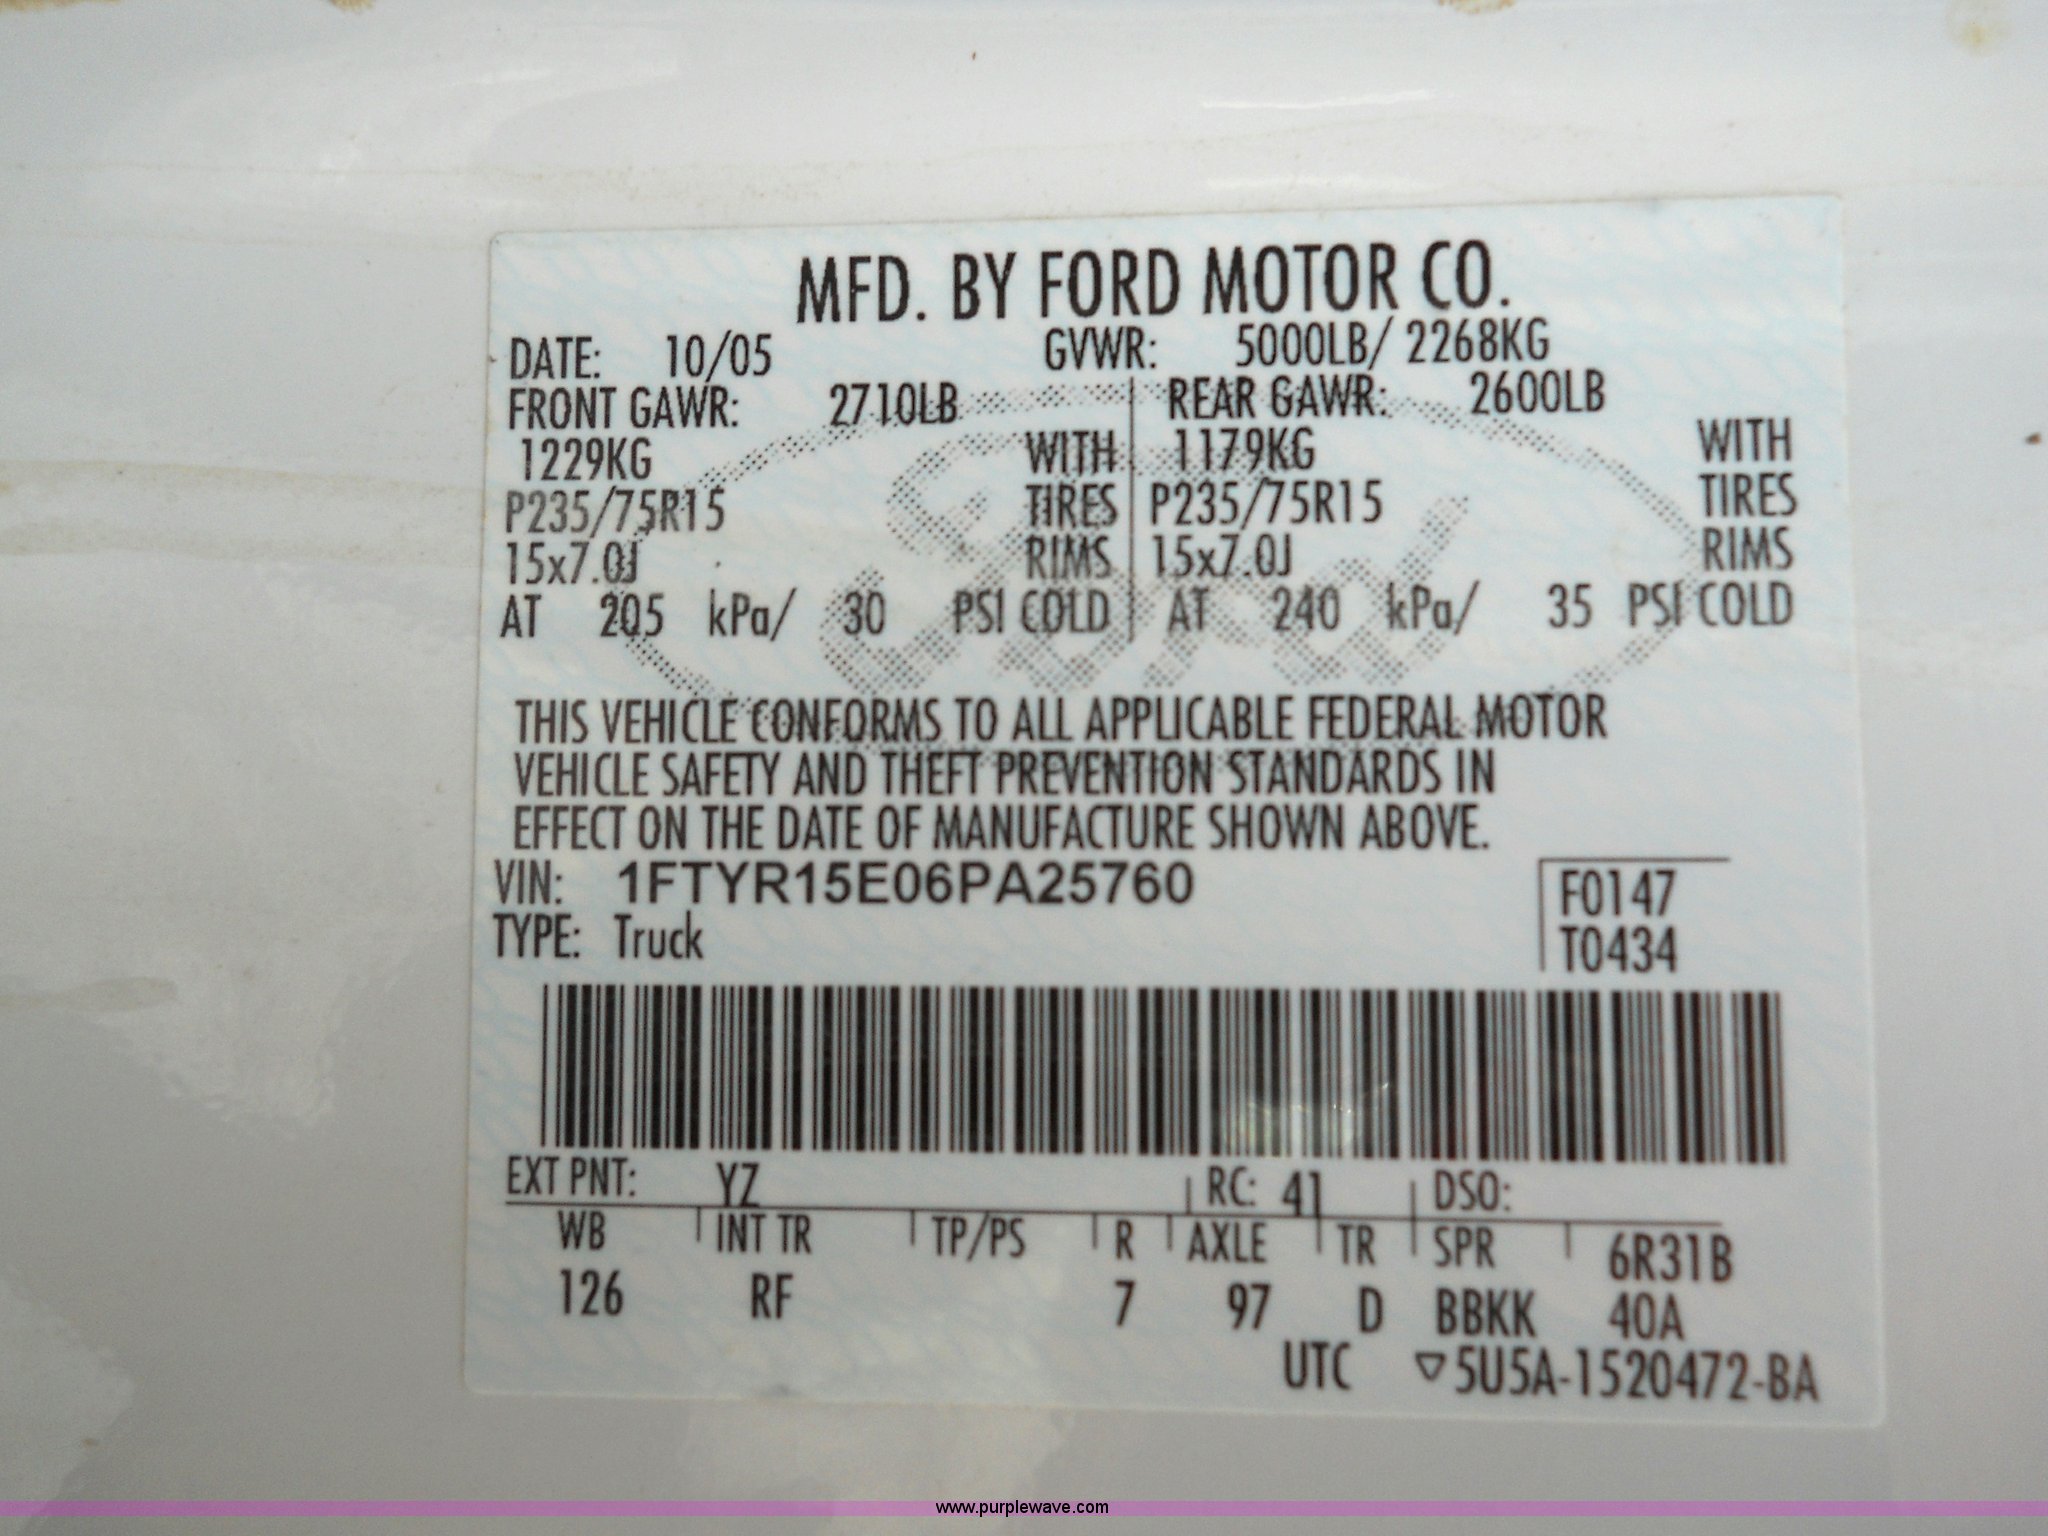 MFD. BY FORD MOTOR CO.
DATE: 10/05 GVWR: 5000LB/ 2268KG
FRONT GAWR: 2710LB REAR GAWR: 2600LB
1229KG WITH 1179KG WITH
P235/75R15 TIRES P235/75R15 TIRES
15x7.0J RIMS 15x7.0J RIMS
AT 205 kPa/ 30 PSI COLD AT 240 kPa/ 35 PSI COLD
Ford
THIS VEHICLE CONFORMS TO ALL APPLICABLE FEDERAL MOTOR
VEHICLE SAFETY AND THEFT PREVENTION STANDARDS IN
EFFECT ON THE DATE OF MANUFACTURE SHOWN ABOVE.
VIN: 1FTYR15E06PA25760 F0147
TYPE: Truck T0434
EXT PNT: YZ RC: 41 DSO:
WB INT TR TP/PS R AXLE TR SPR 6R31B
126 RF 7 97 D BBKK 40A
UTC ▽5U5A-1520472-BA
www.purplewave.com